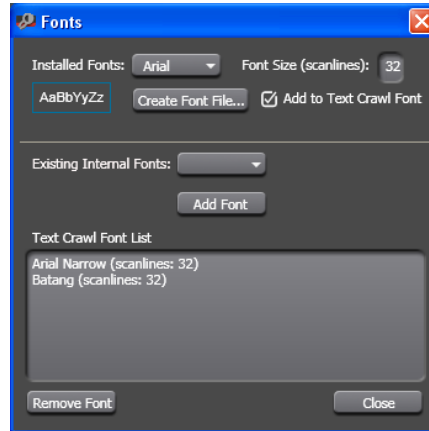 Fonts
Installed Fonts: Arial Font Size (scanlines): 32
AaBbYyZz Create Font File... Add to Text Crawl Font
Existing Internal Fonts:
Add Font
Text Crawl Font List
Arial Narrow (scanlines: 32)
Batang (scanlines: 32)
Remove Font Close